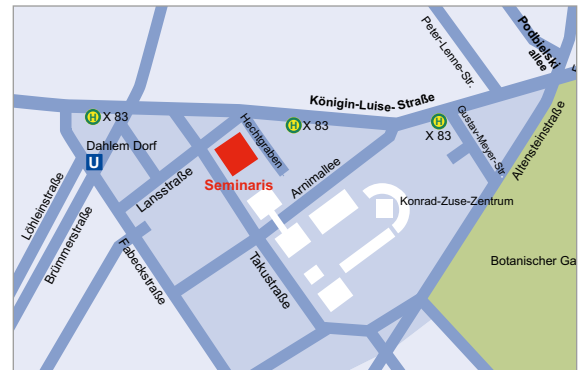 Peter-Lenne-Str.
Podbielski
allee
Königin-Luise-Straße
H X 83
H X 83
H
X 83
Gustav-Meyer-Str.
Altensteinstraße
Dahlem Dorf
U
Hechtgraben
Seminaris
Lansstraße
Arnimallee
Konrad-Zuse-Zentrum
Löhleinstraße
Brümmerstraße
Fabeckstraße
Takustraße
Botanischer Ga